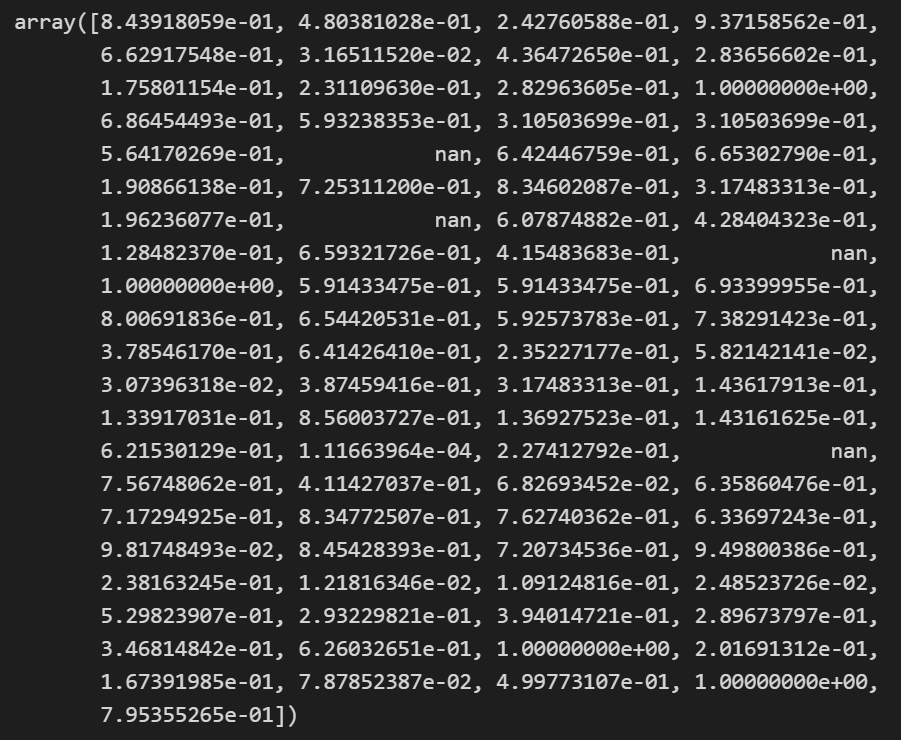 array([8.43918059e-01, 4.80381028e-01, 2.42760588e-01, 9.37158562e-01,
6.62917548e-01, 3.16511520e-02, 4.36472650e-01, 2.83656602e-01,
1.75801154e-01, 2.31109630e-01, 2.82963605e-01, 1.00000000e+00,
6.86454493e-01, 5.93238353e-01, 3.10503699e-01, 3.10503699e-01,
5.64170269e-01, nan, 6.42446759e-01, 6.65302790e-01,
1.90866138e-01, 7.25311200e-01, 8.34602087e-01, 3.17483313e-01,
1.96236077e-01, nan, 6.07874882e-01, 4.28404323e-01,
1.28482370e-01, 6.59321726e-01, 4.15483683e-01, nan,
1.00000000e+00, 5.91433475e-01, 5.91433475e-01, 6.93399955e-01,
8.00691836e-01, 6.54420531e-01, 5.92573783e-01, 7.38291423e-01,
3.78546170e-01, 6.41426410e-01, 2.35227177e-01, 5.82142141e-02,
3.07396318e-02, 3.87459416e-01, 3.17483313e-01, 1.43617913e-01,
1.33917031e-01, 8.56003727e-01, 1.36927523e-01, 1.43161625e-01,
6.21530129e-01, 1.11663964e-04, 2.27412792e-01, nan,
7.56748062e-01, 4.11427037e-01, 6.82693452e-02, 6.35860476e-01,
7.17294925e-01, 8.34772507e-01, 7.62740362e-01, 6.33697243e-01,
9.81748493e-02, 8.45428393e-01, 7.20734536e-01, 9.49800386e-01,
2.38163245e-01, 1.21816346e-02, 1.09124816e-01, 2.48523726e-02,
5.29823907e-01, 2.93229821e-01, 3.94014721e-01, 2.89673797e-01,
3.46814842e-01, 6.26032651e-01, 1.00000000e+00, 2.01691312e-01,
1.67391985e-01, 7.87852387e-02, 4.99773107e-01, 1.00000000e+00,
7.95355265e-01])